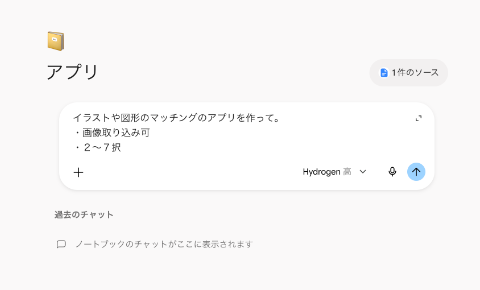 アプリ
1件のソース
イラストや図形のマッチングのアプリを作って。
・画像取り込み可
・２〜７択
Hydrogen 高
過去のチャット
ノートブックのチャットがここに表示されます